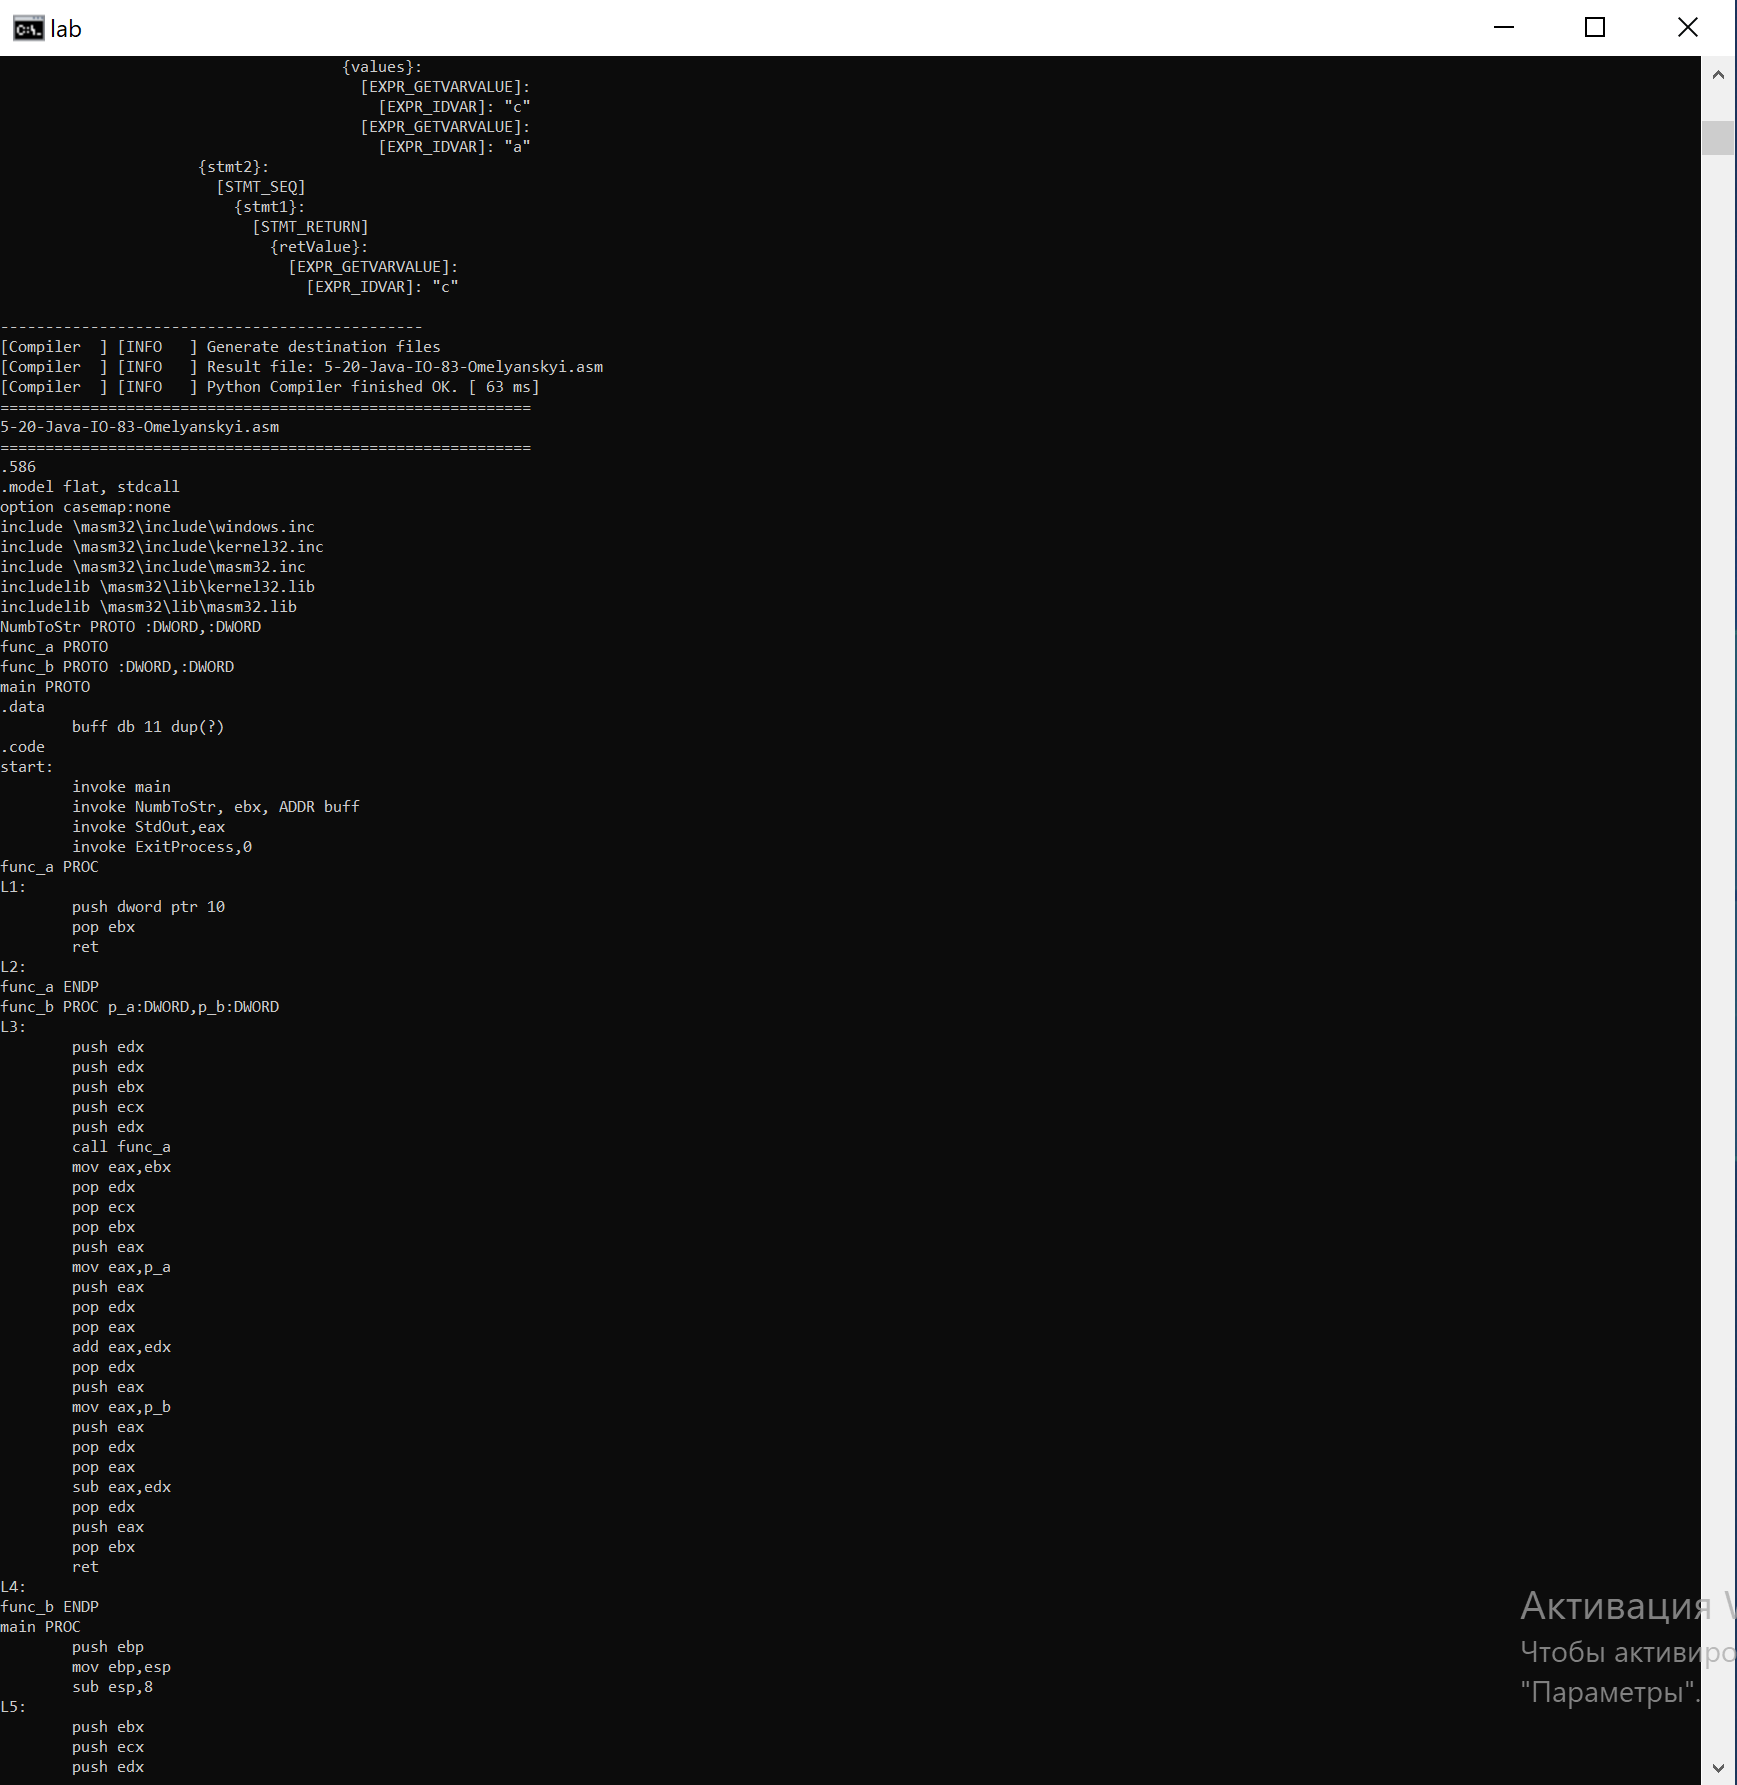 lab
{values}:
[EXPR_GETVARVALUE]:
[EXPR_IDVAR]: "c"
[EXPR_GETVARVALUE]:
[EXPR_IDVAR]: "a"
{stmt2}:
[STMT_SEQ]
{stmt1}:
[STMT_RETURN]
{retValue}:
[EXPR_GETVARVALUE]:
[EXPR_IDVAR]: "c"
-----------------------------------------------
[Compiler  ] [INFO   ] Generate destination files
[Compiler  ] [INFO   ] Result file: 5-20-Java-IO-83-Omelyanskyi.asm
[Compiler  ] [INFO   ] Python Compiler finished OK. [ 63 ms]
===========================================================
5-20-Java-IO-83-Omelyanskyi.asm
===========================================================
.586
.model flat, stdcall
option casemap:none
include \masm32\include\windows.inc
include \masm32\include\kernel32.inc
include \masm32\include\masm32.inc
includelib \masm32\lib\kernel32.lib
includelib \masm32\lib\masm32.lib
NumbToStr PROTO :DWORD,:DWORD
func_a PROTO
func_b PROTO :DWORD,:DWORD
main PROTO
.data
buff db 11 dup(?)
.code
start:
invoke main
invoke NumbToStr, ebx, ADDR buff
invoke StdOut,eax
invoke ExitProcess,0
func_a PROC
L1:
push dword ptr 10
pop ebx
ret
L2:
func_a ENDP
func_b PROC p_a:DWORD,p_b:DWORD
L3:
push edx
push edx
push ebx
push ecx
push edx
call func_a
mov eax,ebx
pop edx
pop ecx
pop ebx
push eax
mov eax,p_a
push eax
pop edx
pop eax
add eax,edx
pop edx
push eax
mov eax,p_b
push eax
pop edx
pop eax
sub eax,edx
pop edx
push eax
pop ebx
ret
L4:
func_b ENDP
main PROC
push ebp
mov ebp,esp
sub esp,8
L5:
push ebx
push ecx
push edx
Активация
Чтобы активиро
"Параметры".